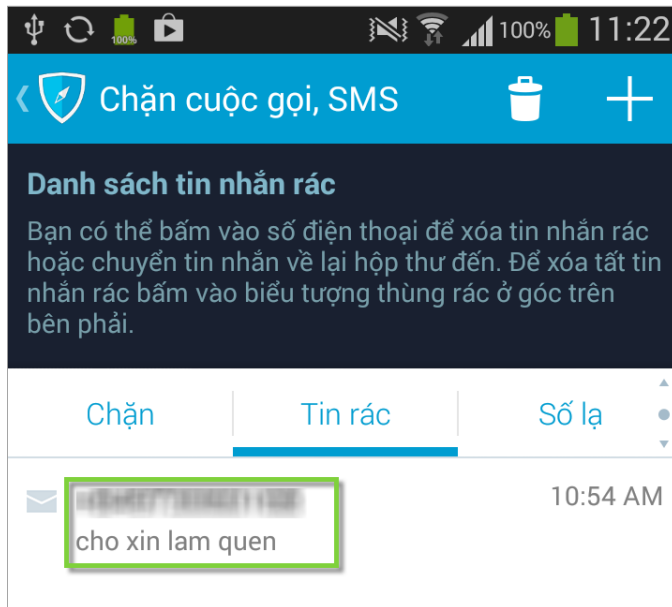 100%
100%
11:22
Chặn cuộc gọi, SMS
Danh sách tin nhắn rác
Bạn có thể bấm vào số điện thoại để xóa tin nhắn rác
hoặc chuyển tin nhắn về lại hộp thư đến. Để xóa tất tin
nhắn rác bấm vào biểu tượng thùng rác ở góc trên
bên phải.
Chặn
Tin rác
Số lạ
10:54 AM
cho xin lam quen